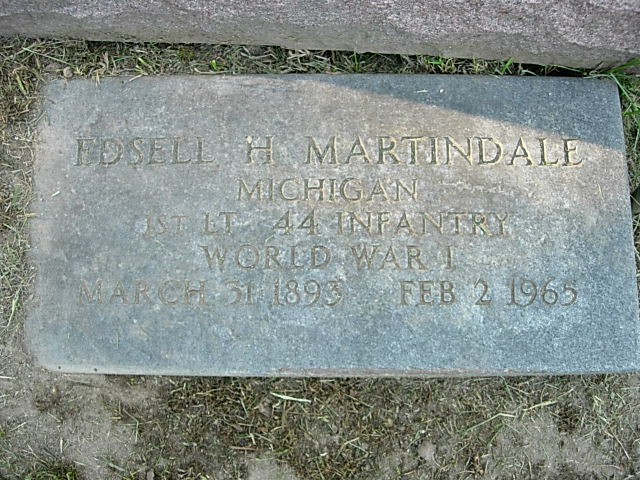 EDSELL H MARTINDALE
MICHIGAN
1ST LT 44 INFANTRY
WORLD WAR I
MARCH 31 1893 FEB 2 1965